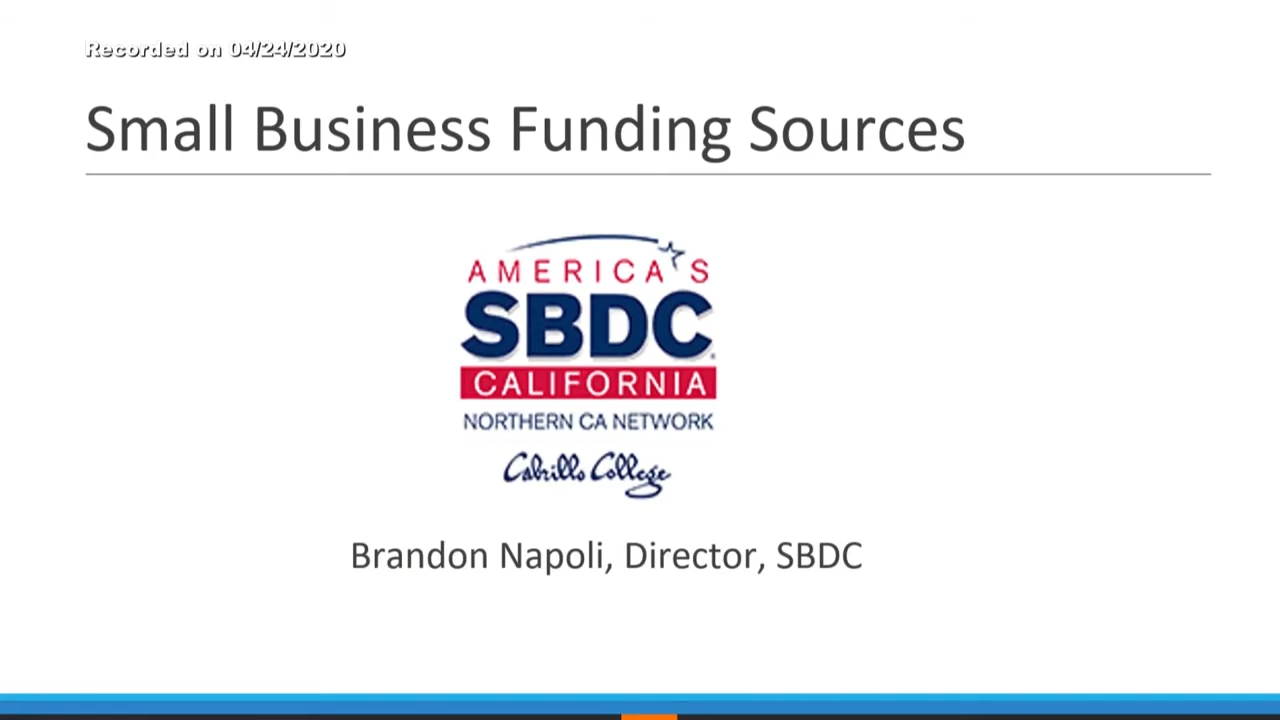 Recorded on 04/24/2020
Small Business Funding Sources
AMERICA'S
SBDC
CALIFORNIA
NORTHERN CA NETWORK
Cabrillo College
Brandon Napoli, Director, SBDC